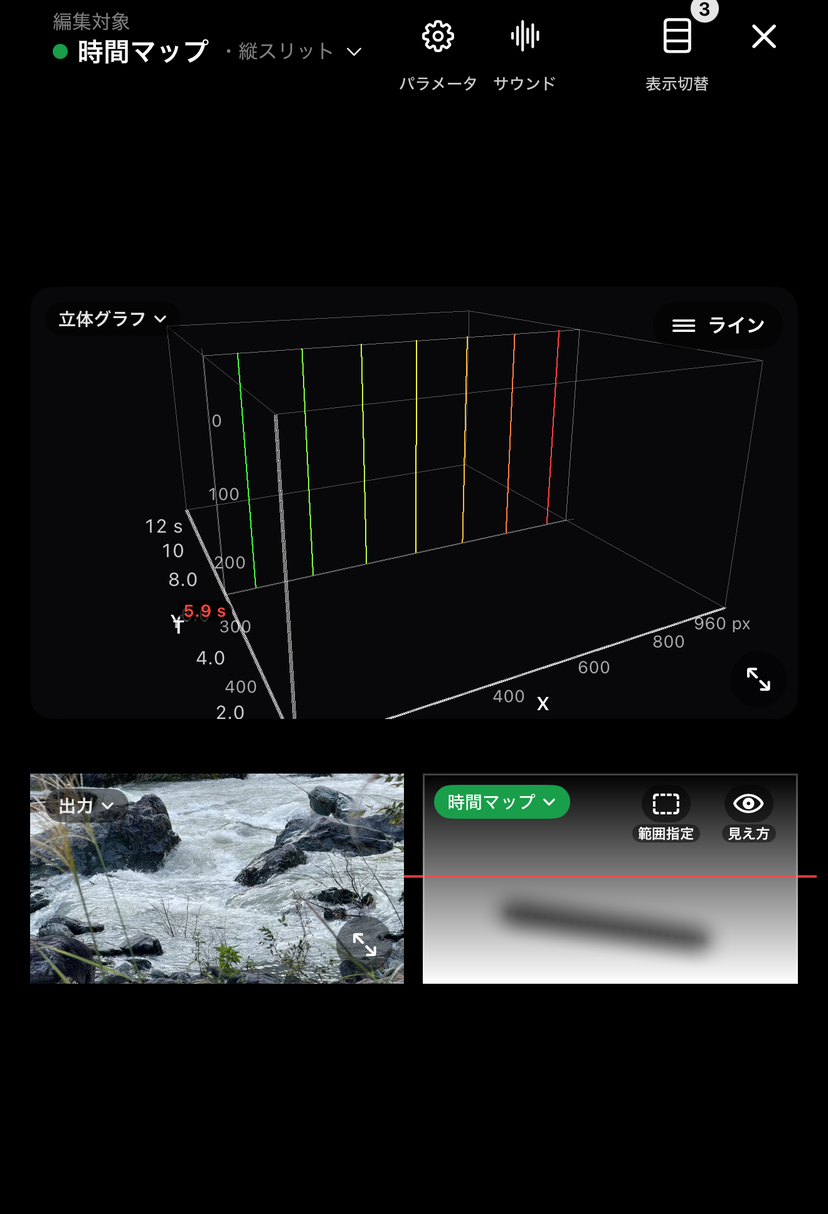 編集対象
時間マップ ・縦スリット
パラメータ
サウンド
3
表示切替
立体グラフ
ライン
0
100
200
300
400
12 s
10
8.0
5.9 s
4.0
2.0
Y
T
400
600
800
960 px
X
出力
時間マップ
範囲指定
見え方